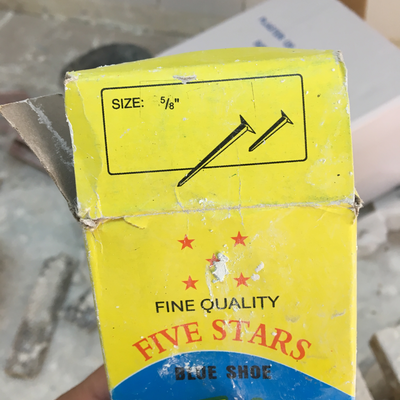 SIZE: 5/8"
FINE QUALITY
FIVE STARS
BLUE SHOE